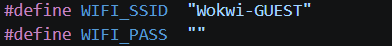 #define WIFI_SSID  "Wokwi-GUEST"
#define WIFI_PASS  ""